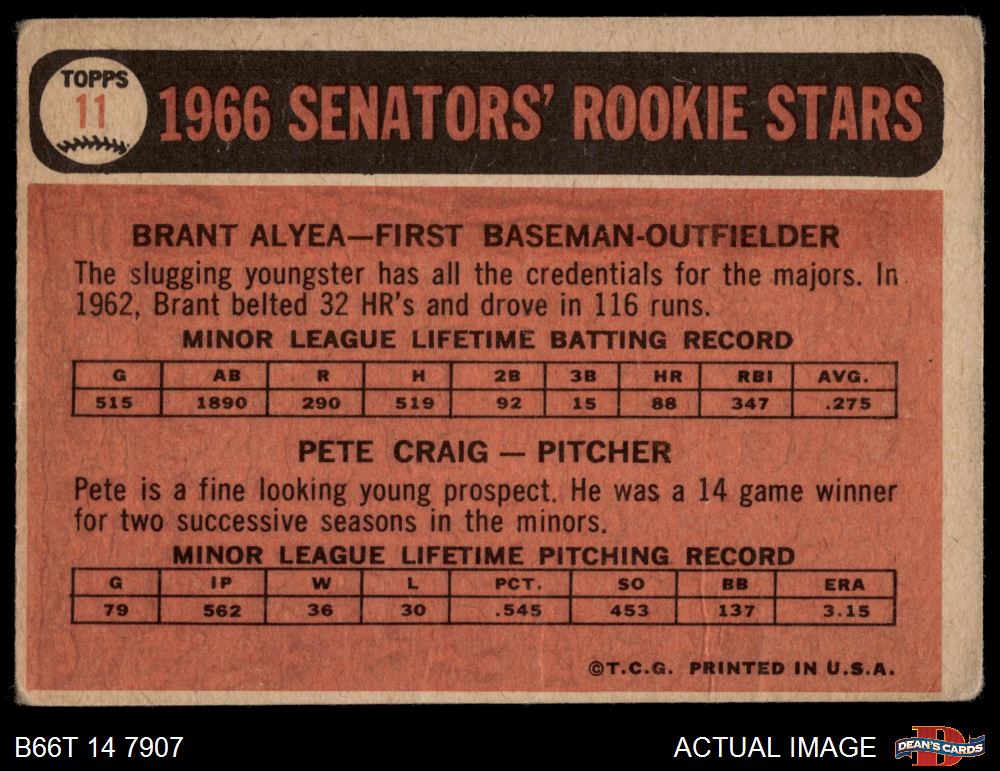 TOPPS
11
1966 SENATORS' ROOKIE STARS
BRANT ALYEA—FIRST BASEMAN-OUTFIELDER
The slugging youngster has all the credentials for the majors. In
1962, Brant belted 32 HR's and drove in 116 runs.
MINOR LEAGUE LIFETIME BATTING RECORD
G AB R H 2B 3B HR RBI AVG.
515 1890 290 519 92 15 88 347 .275
PETE CRAIG — PITCHER
Pete is a fine looking young prospect. He was a 14 game winner
for two successive seasons in the minors.
MINOR LEAGUE LIFETIME PITCHING RECORD
G IP W L PCT. SO BB ERA
79 562 36 30 .545 453 137 3.15
©T.C.G. PRINTED IN U.S.A.
B66T 14 7907
ACTUAL IMAGE
D
DEAN'S CARDS